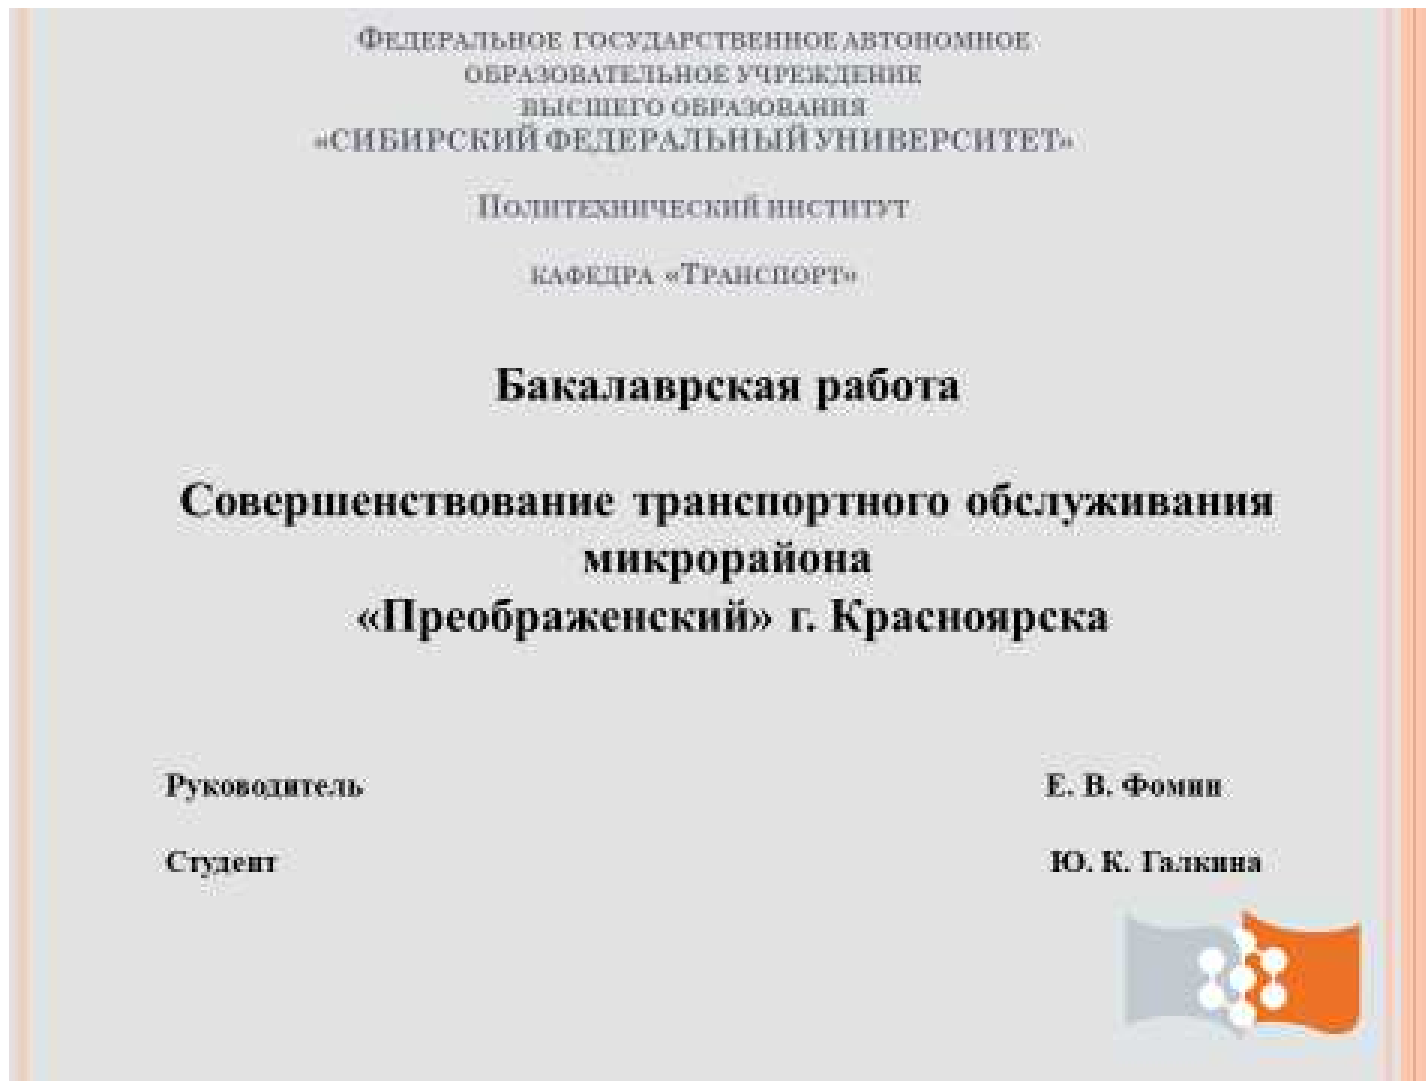 Федеральное государственное автономное
образовательное учреждение
высшего образования
«СИБИРСКИЙ ФЕДЕРАЛЬНЫЙ УНИВЕРСИТЕТ»
Политехнический институт
кафедра «Транспорт»
Бакалаврская работа
Совершенствование транспортного обслуживания
микрорайона
«Преображенский» г. Красноярска
Руководитель Е. В. Фомин
Студент Ю. К. Галкина